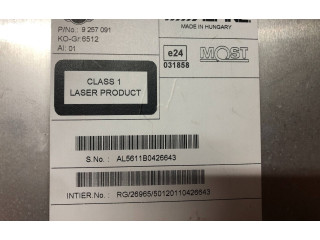 P/No.: 9 257 091
KO-Gr: 6512
AI: 01
MADE IN HUNGARY
e24
031858
MOST
CLASS 1
LASER PRODUCT
S.No.: AL5611B0426643
INTIER.No.: RG/26965/50120110426643